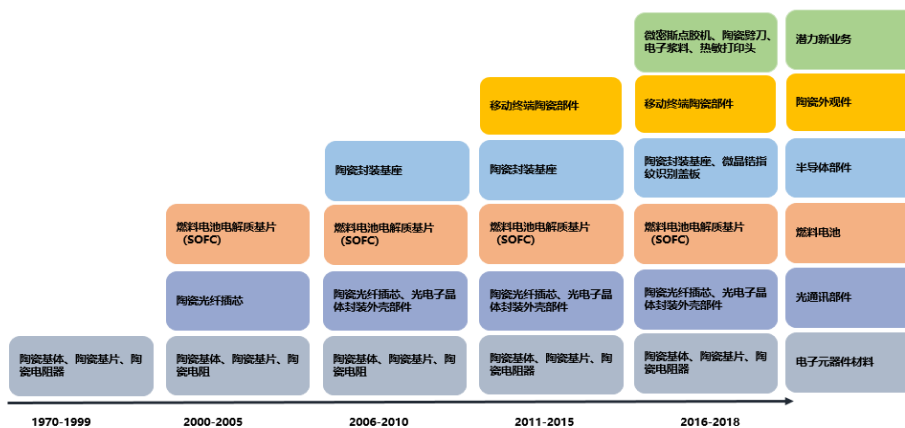 微密斯点胶机、陶瓷劈刀、
电子浆料、热敏打印头
潜力新业务
移动终端陶瓷部件
移动终端陶瓷部件
陶瓷外观件
陶瓷封装基座
陶瓷封装基座
陶瓷封装基座、微晶锆指
纹识别盖板
半导体部件
燃料电池电解质基片
（SOFC）
燃料电池电解质基片
（SOFC）
燃料电池电解质基片
（SOFC）
燃料电池电解质基片
（SOFC）
燃料电池
陶瓷光纤插芯
陶瓷光纤插芯、光电子晶
体封装外壳部件
陶瓷光纤插芯、光电子晶
体封装外壳部件
陶瓷光纤插芯、光电子晶
体封装外壳部件
光通讯部件
陶瓷基体、陶瓷基片、陶
瓷电阻器
陶瓷基体、陶瓷基片、陶
瓷电阻
陶瓷基体、陶瓷基片、陶
瓷电阻
陶瓷基体、陶瓷基片、陶
瓷电阻器
陶瓷基体、陶瓷基片、陶
瓷电阻器
电子元器件材料
1970-1999
2000-2005
2006-2010
2011-2015
2016-2018